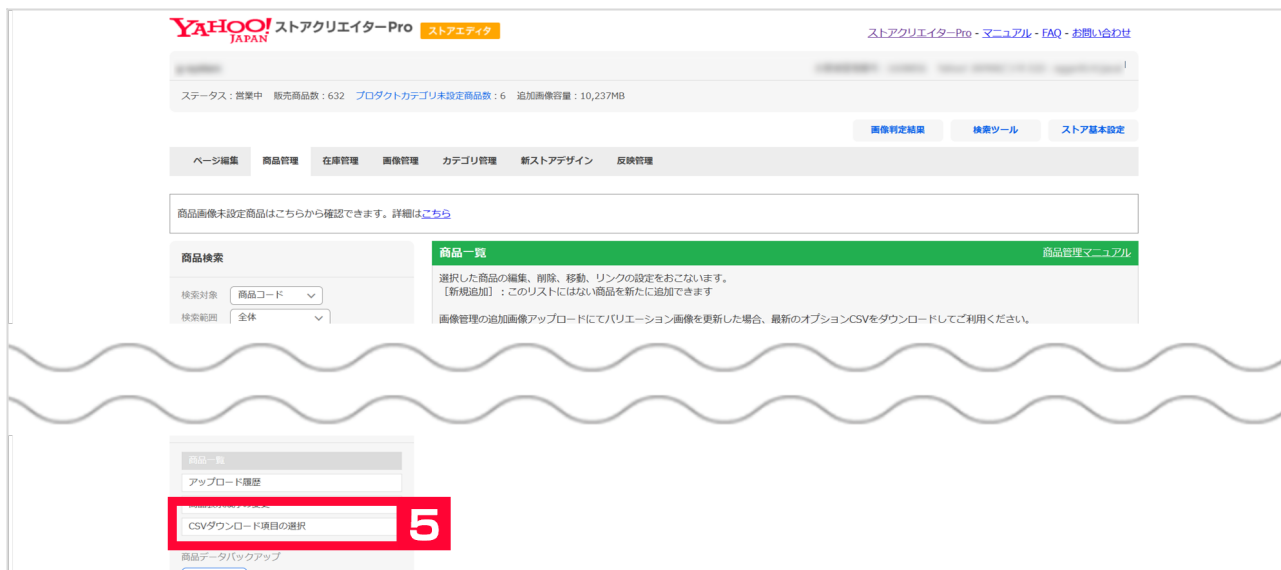 YAHOO! JAPAN ストアクリエイターPro ストアエディタ
ストアクリエイターPro - マニュアル - FAQ - お問い合わせ
ステータス：営業中 販売商品数：632 プロダクトカテゴリ未設定商品数：6 追加画像容量：10,237MB
画像判定結果 検索ツール ストア基本設定
ページ編集 商品管理 在庫管理 画像管理 カテゴリ管理 新ストアデザイン 反映管理
商品画像未設定商品はこちらから確認できます。詳細はこちら
商品検索
検索対象 商品コード
検索範囲 全体
商品一覧 商品管理マニュアル
選択した商品の編集、削除、移動、リンクの設定をおこないます。
［新規追加］：このリストにはない商品を新たに追加できます
画像管理の追加画像アップロードにてバリエーション画像を更新した場合、最新のオプションCSVをダウンロードしてご利用ください。
商品一覧
アップロード履歴
CSVダウンロード項目の選択
5
商品データバックアップ